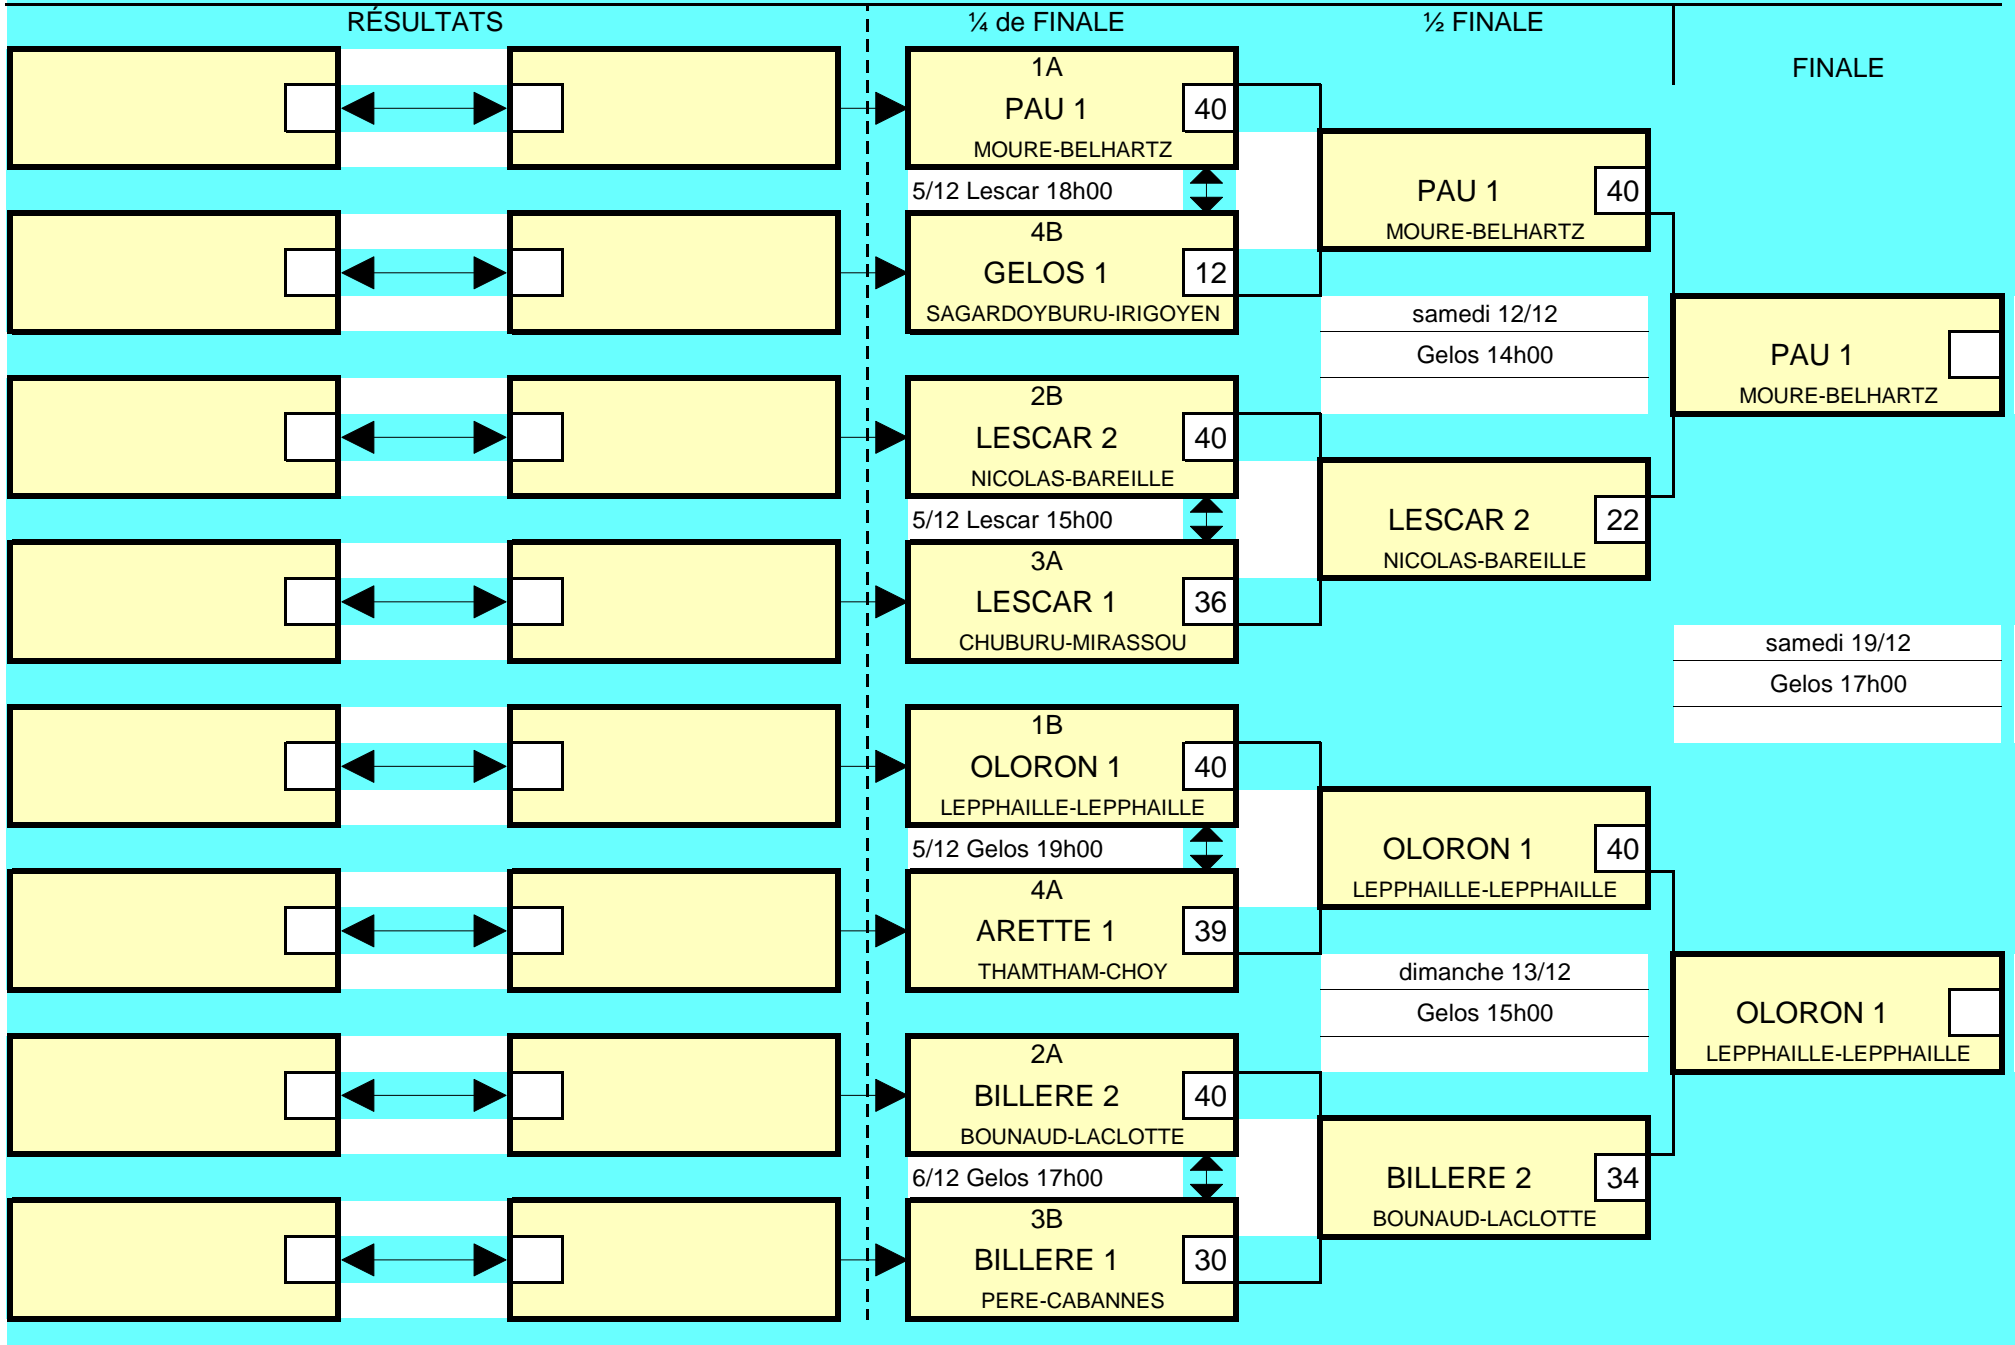 RÉSULTATS
¼ de FINALE
½ FINALE
FINALE
1A
PAU 1
40
MOURE-BELHARTZ
5/12 Lescar 18h00
4B
GELOS 1
12
SAGARDOYBURU-IRIGOYEN
2B
LESCAR 2
40
NICOLAS-BAREILLE
5/12 Lescar 15h00
3A
LESCAR 1
36
CHUBURU-MIRASSOU
1B
OLORON 1
40
LEPPHAILLE-LEPPHAILLE
5/12 Gelos 19h00
4A
ARETTE 1
39
THAMTHAM-CHOY
2A
BILLERE 2
40
BOUNAUD-LACLOTTE
6/12 Gelos 17h00
3B
BILLERE 1
30
PERE-CABANNES
PAU 1
40
MOURE-BELHARTZ
samedi 12/12
Gelos 14h00
LESCAR 2
22
NICOLAS-BAREILLE
OLORON 1
40
LEPPHAILLE-LEPPHAILLE
dimanche 13/12
Gelos 15h00
BILLERE 2
34
BOUNAUD-LACLOTTE
PAU 1
MOURE-BELHARTZ
samedi 19/12
Gelos 17h00
OLORON 1
LEPPHAILLE-LEPPHAILLE